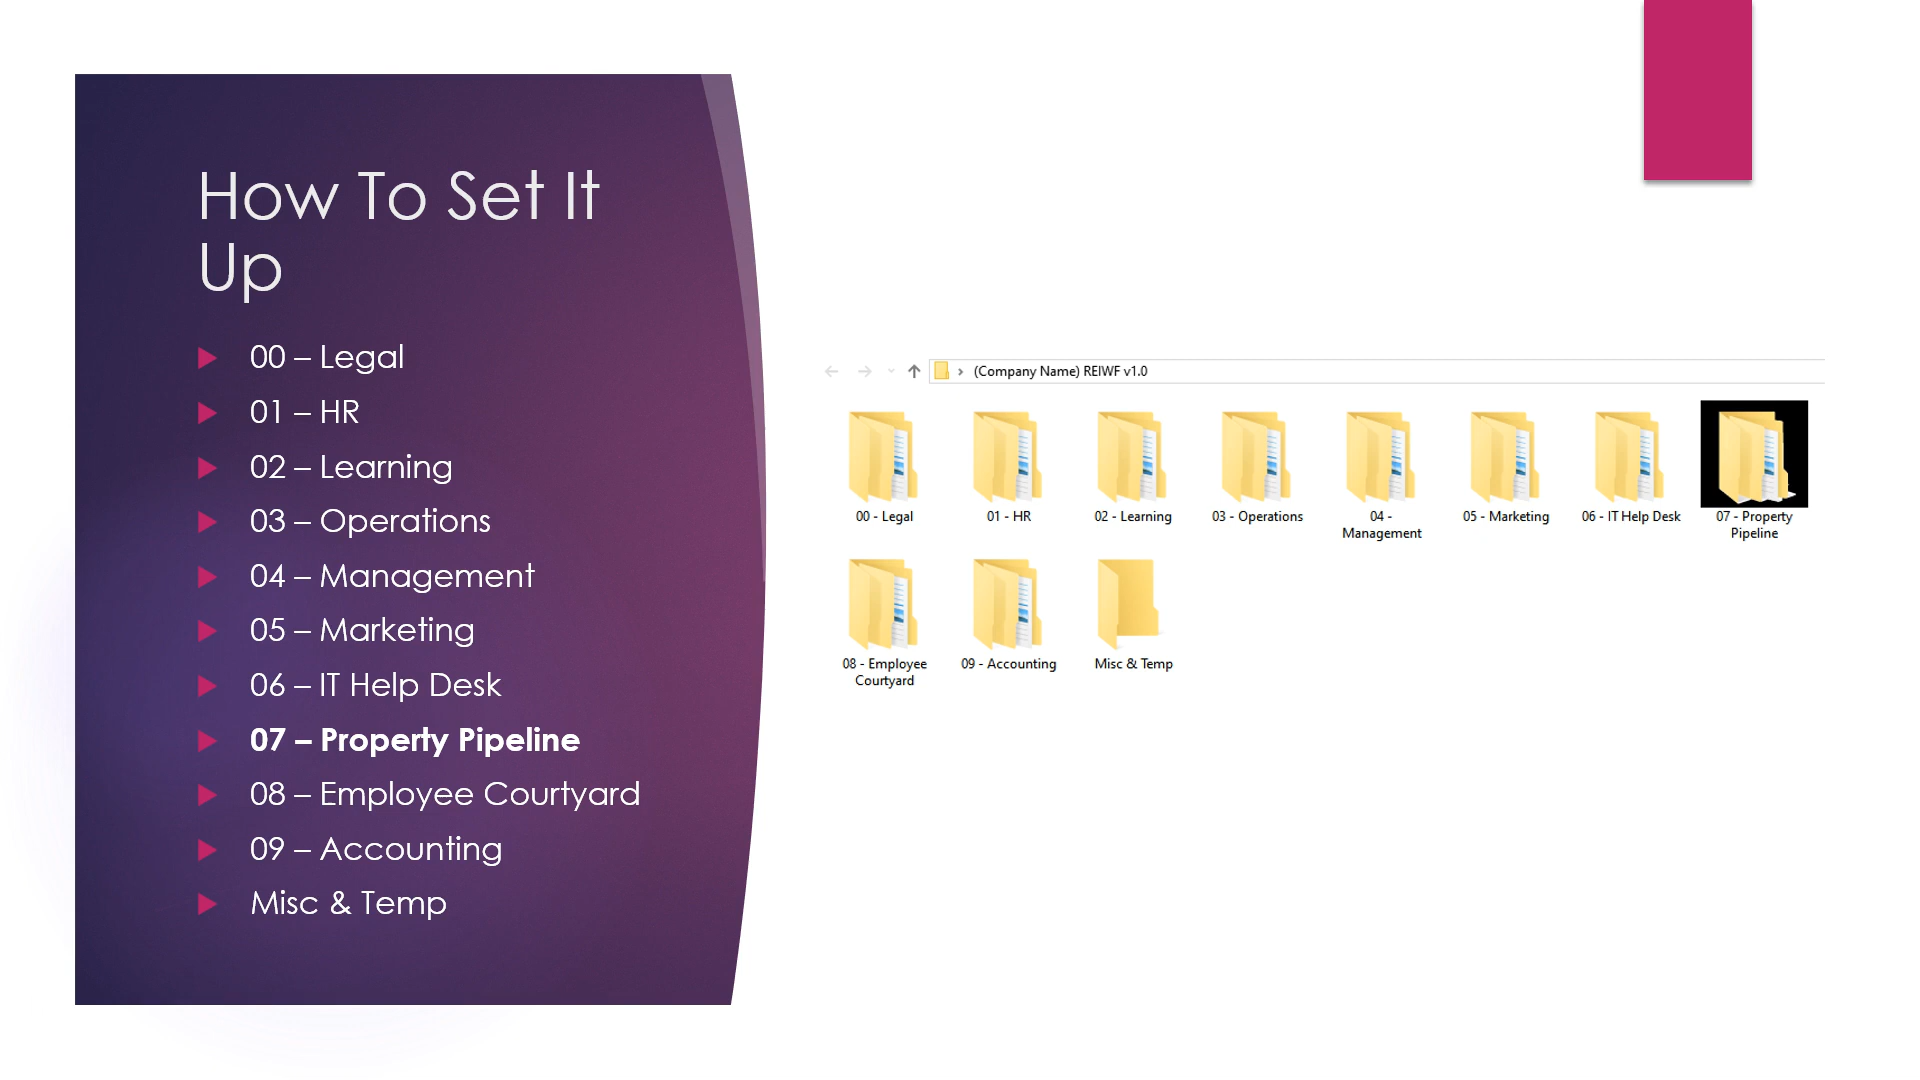 How To Set It
Up
00 – Legal
01 – HR
02 – Learning
03 – Operations
04 – Management
05 – Marketing
06 – IT Help Desk
07 – Property Pipeline
08 – Employee Courtyard
09 – Accounting
Misc & Temp
(Company Name) REIWF v1.0
00 - Legal
01 - HR
02 - Learning
03 - Operations
04 -
Management
05 - Marketing
06 - IT Help Desk
07 - Property
Pipeline
08 - Employee
Courtyard
09 - Accounting
Misc & Temp